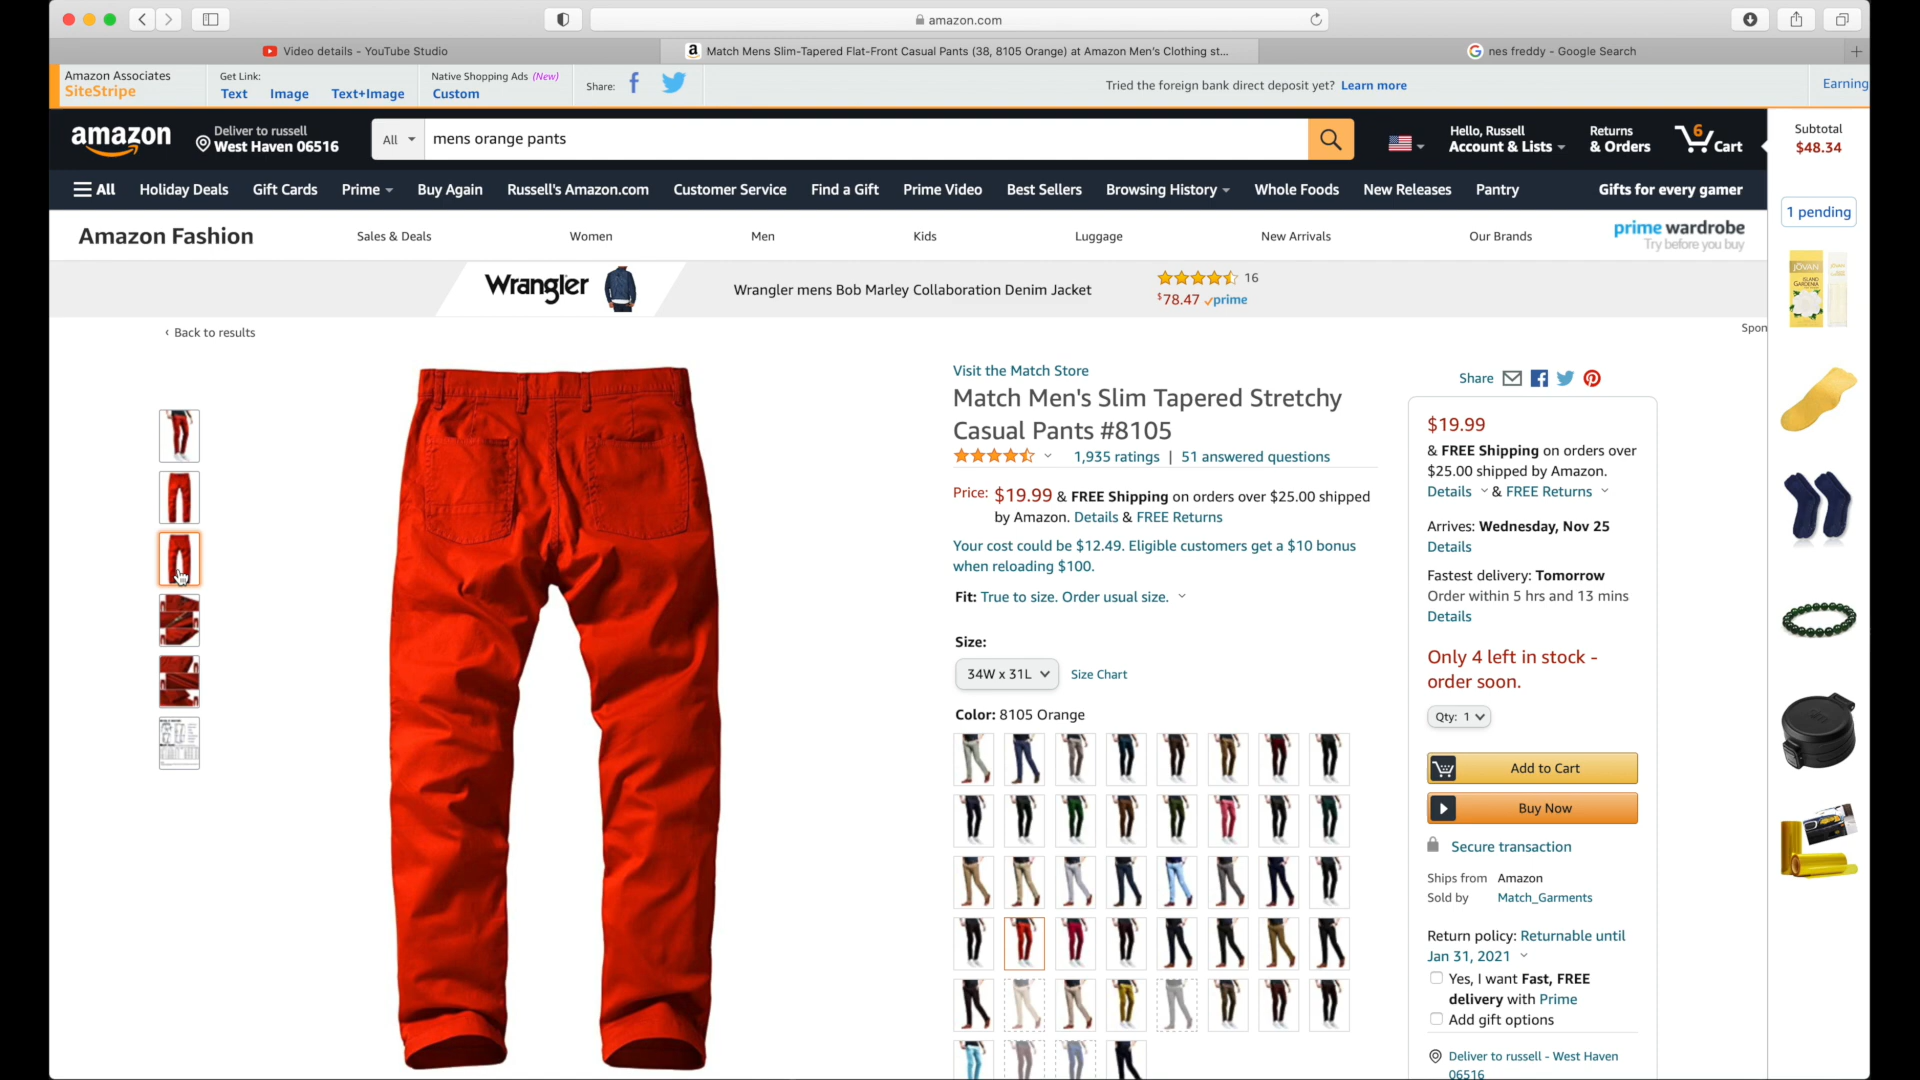 amazon.com
Video details - YouTube Studio
Match Mens Slim-Tapered Flat-Front Casual Pants (38, 8105 Orange) at Amazon Men's Clothing st...
nes freddy - Google Search
Amazon Associates
SiteStripe
Get Link:
Text Image Text+Image
Native Shopping Ads (New)
Custom
Share:
Tried the foreign bank direct deposit yet? Learn more
Earning
amazon
Deliver to russell
West Haven 06516
All
mens orange pants
Hello, Russell
Account & Lists
Returns
& Orders
6
Cart
Subtotal
$48.34
All
Holiday Deals
Gift Cards
Prime
Buy Again
Russell's Amazon.com
Customer Service
Find a Gift
Prime Video
Best Sellers
Browsing History
Whole Foods
New Releases
Pantry
Gifts for every gamer
1 pending
Amazon Fashion
Sales & Deals
Women
Men
Kids
Luggage
New Arrivals
Our Brands
prime wardrobe
Try before you buy
Wrangler
Wrangler mens Bob Marley Collaboration Denim Jacket
16
$78.47 prime
JŌVAN
ISLAND
GARDENIA
‹ Back to results
Spon
Visit the Match Store
Match Men's Slim Tapered Stretchy
Casual Pants #8105
1,935 ratings | 51 answered questions
Price: $19.99 & FREE Shipping on orders over $25.00 shipped
by Amazon. Details & FREE Returns
Your cost could be $12.49. Eligible customers get a $10 bonus
when reloading $100.
Fit: True to size. Order usual size.
Size:
34W x 31L
Size Chart
Color: 8105 Orange
Share
$19.99
& FREE Shipping on orders over
$25.00 shipped by Amazon.
Details & FREE Returns
Arrives: Wednesday, Nov 25
Details
Fastest delivery: Tomorrow
Order within 5 hrs and 13 mins
Details
Only 4 left in stock -
order soon.
Qty: 1
Add to Cart
Buy Now
Secure transaction
Ships from Amazon
Sold by Match_Garments
Return policy: Returnable until
Jan 31, 2021
Yes, I want Fast, FREE
delivery with Prime
Add gift options
Deliver to russell - West Haven
06516